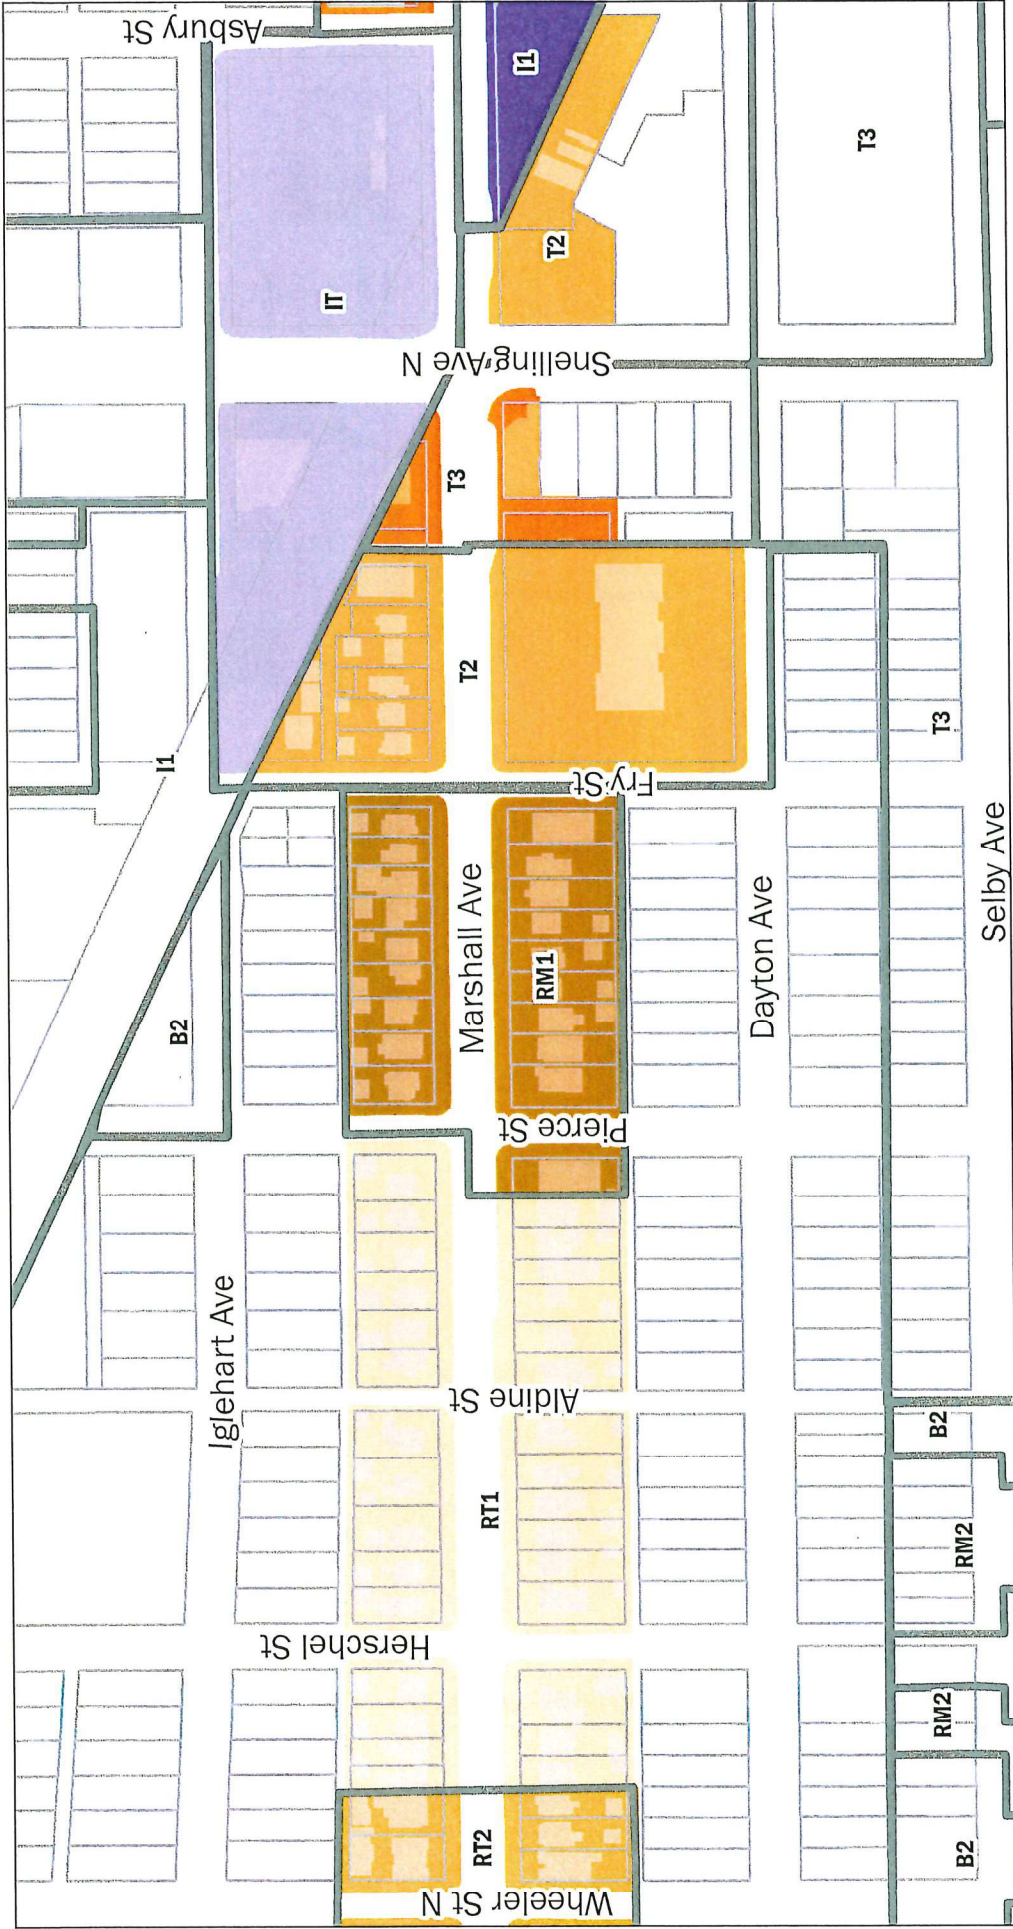 Asbury St
I1
T3
IT
T2
Snelling Ave N
T3
T2
I1
T3
Fry St
Marshall Ave
RM1
Dayton Ave
Selby Ave
B2
Pierce St
Iglehart Ave
Aldine St
B2
RT1
RM2
Herschel St
RM2
RT2
B2
Wheeler St N